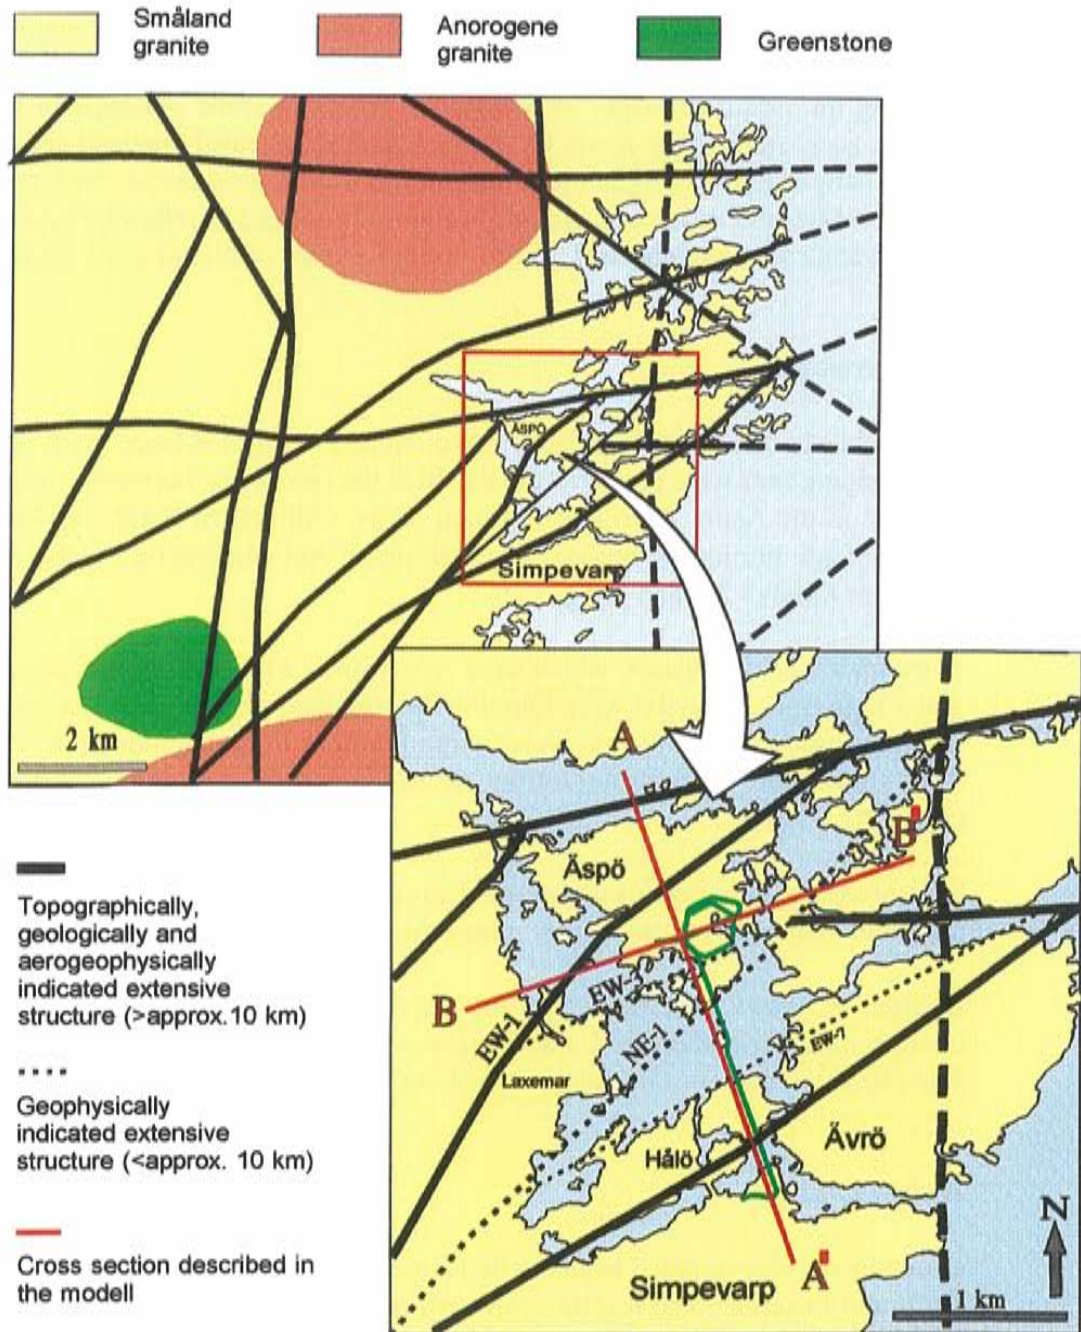 Småland
granite
Anorogene
granite
Greenstone
ÄSPÖ
Simpevarp
2 km
Topographically,
geologically and
aerogeophysically
indicated extensive
structure (>approx.10 km)
Geophysically
indicated extensive
structure (<approx. 10 km)
Cross section described in
the modell
A
B'
Äspö
B
EW-1
EW-3
NE-1
EW-7
Laxemar
Hålö
Ävrö
A'
Simpevarp
N
1 km